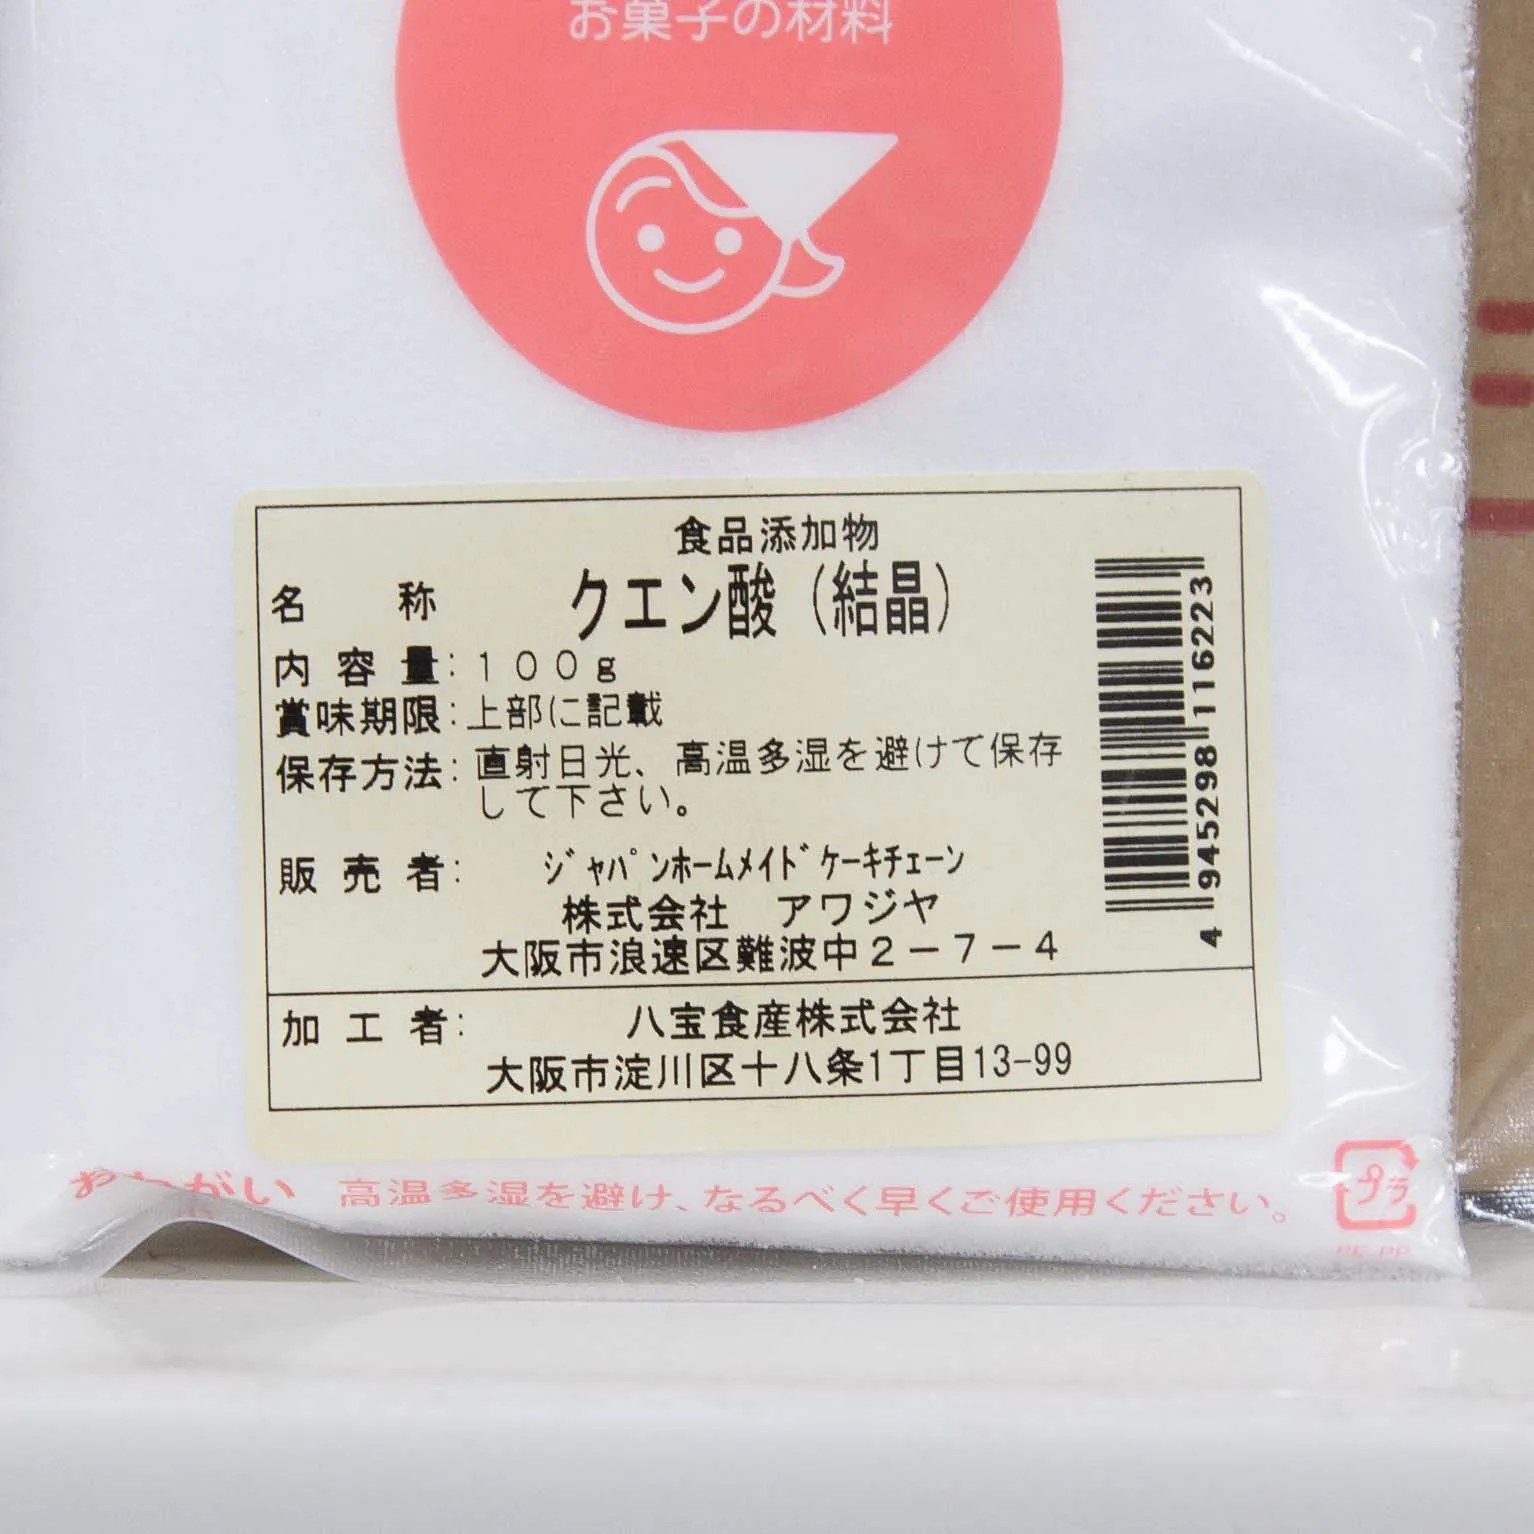 お菓子の材料
食品添加物
名称 クエン酸（結晶）
内容量：１００ｇ
賞味期限：上部に記載
保存方法：直射日光、高温多湿を避けて保存
して下さい。
販売者： ジャパンホームメイドケーキチェーン
株式会社 アワジヤ
大阪市浪速区難波中２－７－４
加工者： 八宝食産株式会社
大阪市淀川区十八条1丁目13-99
4945298116223
おねがい 高温多湿を避け、なるべく早くご使用ください。
プラ
PE,PP